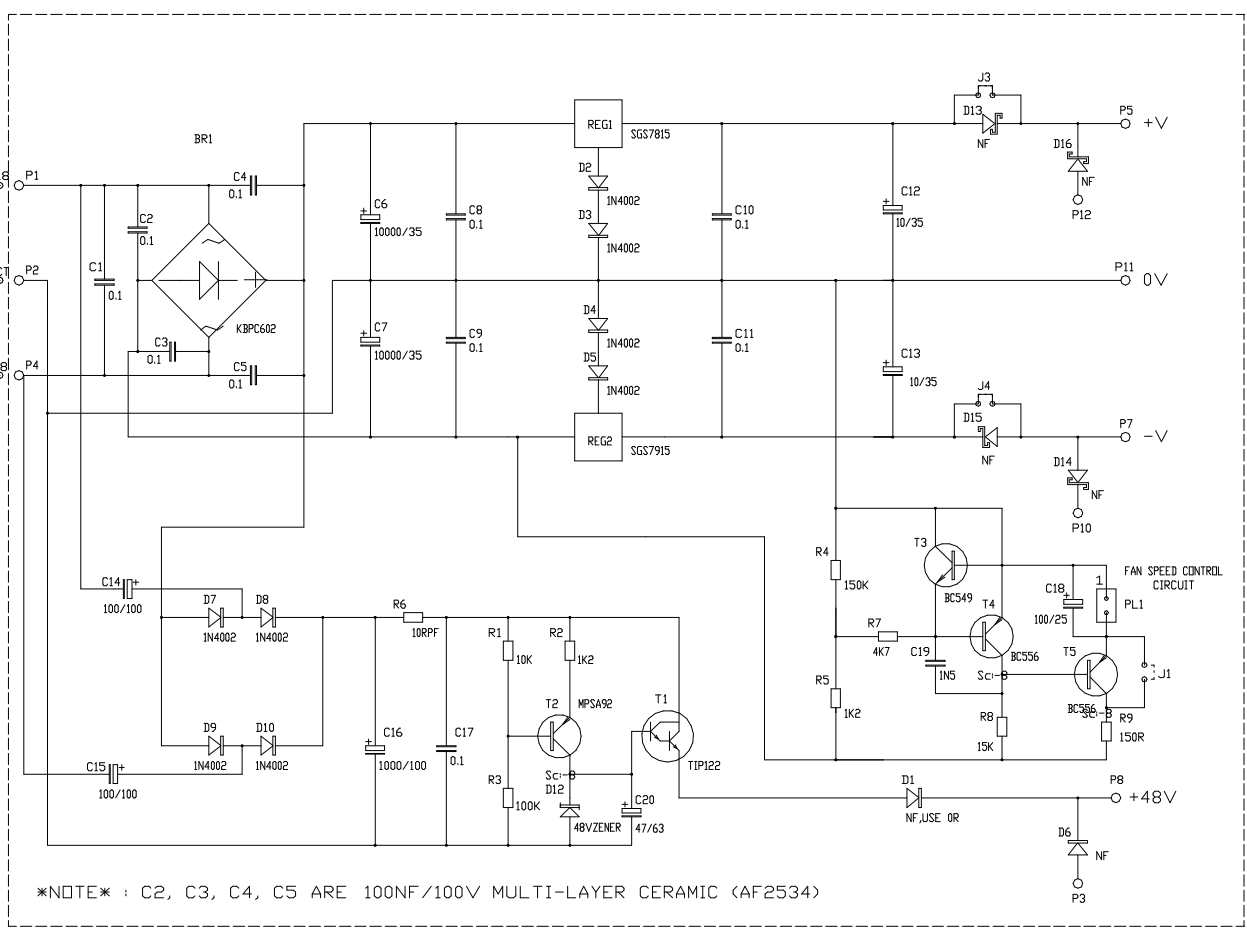 J3
D13
NF
P5
+V
REG1
SGS7815
BR1
D16
NF
P12
8
P1
C4
0.1
D2
1N4002
C2
0.1
C6
10000/35
C8
0.1
D3
1N4002
C10
0.1
C12
10/35
CT
P2
C1
0.1
P11
0V
KBPC602
C7
10000/35
C9
0.1
D4
1N4002
C11
0.1
C3
0.1
D5
1N4002
C13
10/35
8
P4
C5
0.1
J4
D15
NF
P7
-V
REG2
SGS7915
D14
NF
P10
T3
BC549
R4
150K
FAN SPEED CONTROL
CIRCUIT
C14
100/100
D7
1N4002
D8
1N4002
R6
10RPF
C18
100/25
1
PL1
T4
BC556
R1
10K
R2
1K2
R7
4K7
C19
1N5
T5
BC556
J1
R5
1K2
R8
15K
R9
150R
D9
1N4002
D10
1N4002
C16
1000/100
C17
0.1
T2
MPSA92
T1
TIP122
C15
100/100
R3
100K
D12
48VZENER
C20
47/63
D1
NF,USE 0R
P8
+48V
D6
NF
P3
*NOTE* : C2, C3, C4, C5 ARE 100NF/100V MULTI-LAYER CERAMIC (AF2534)